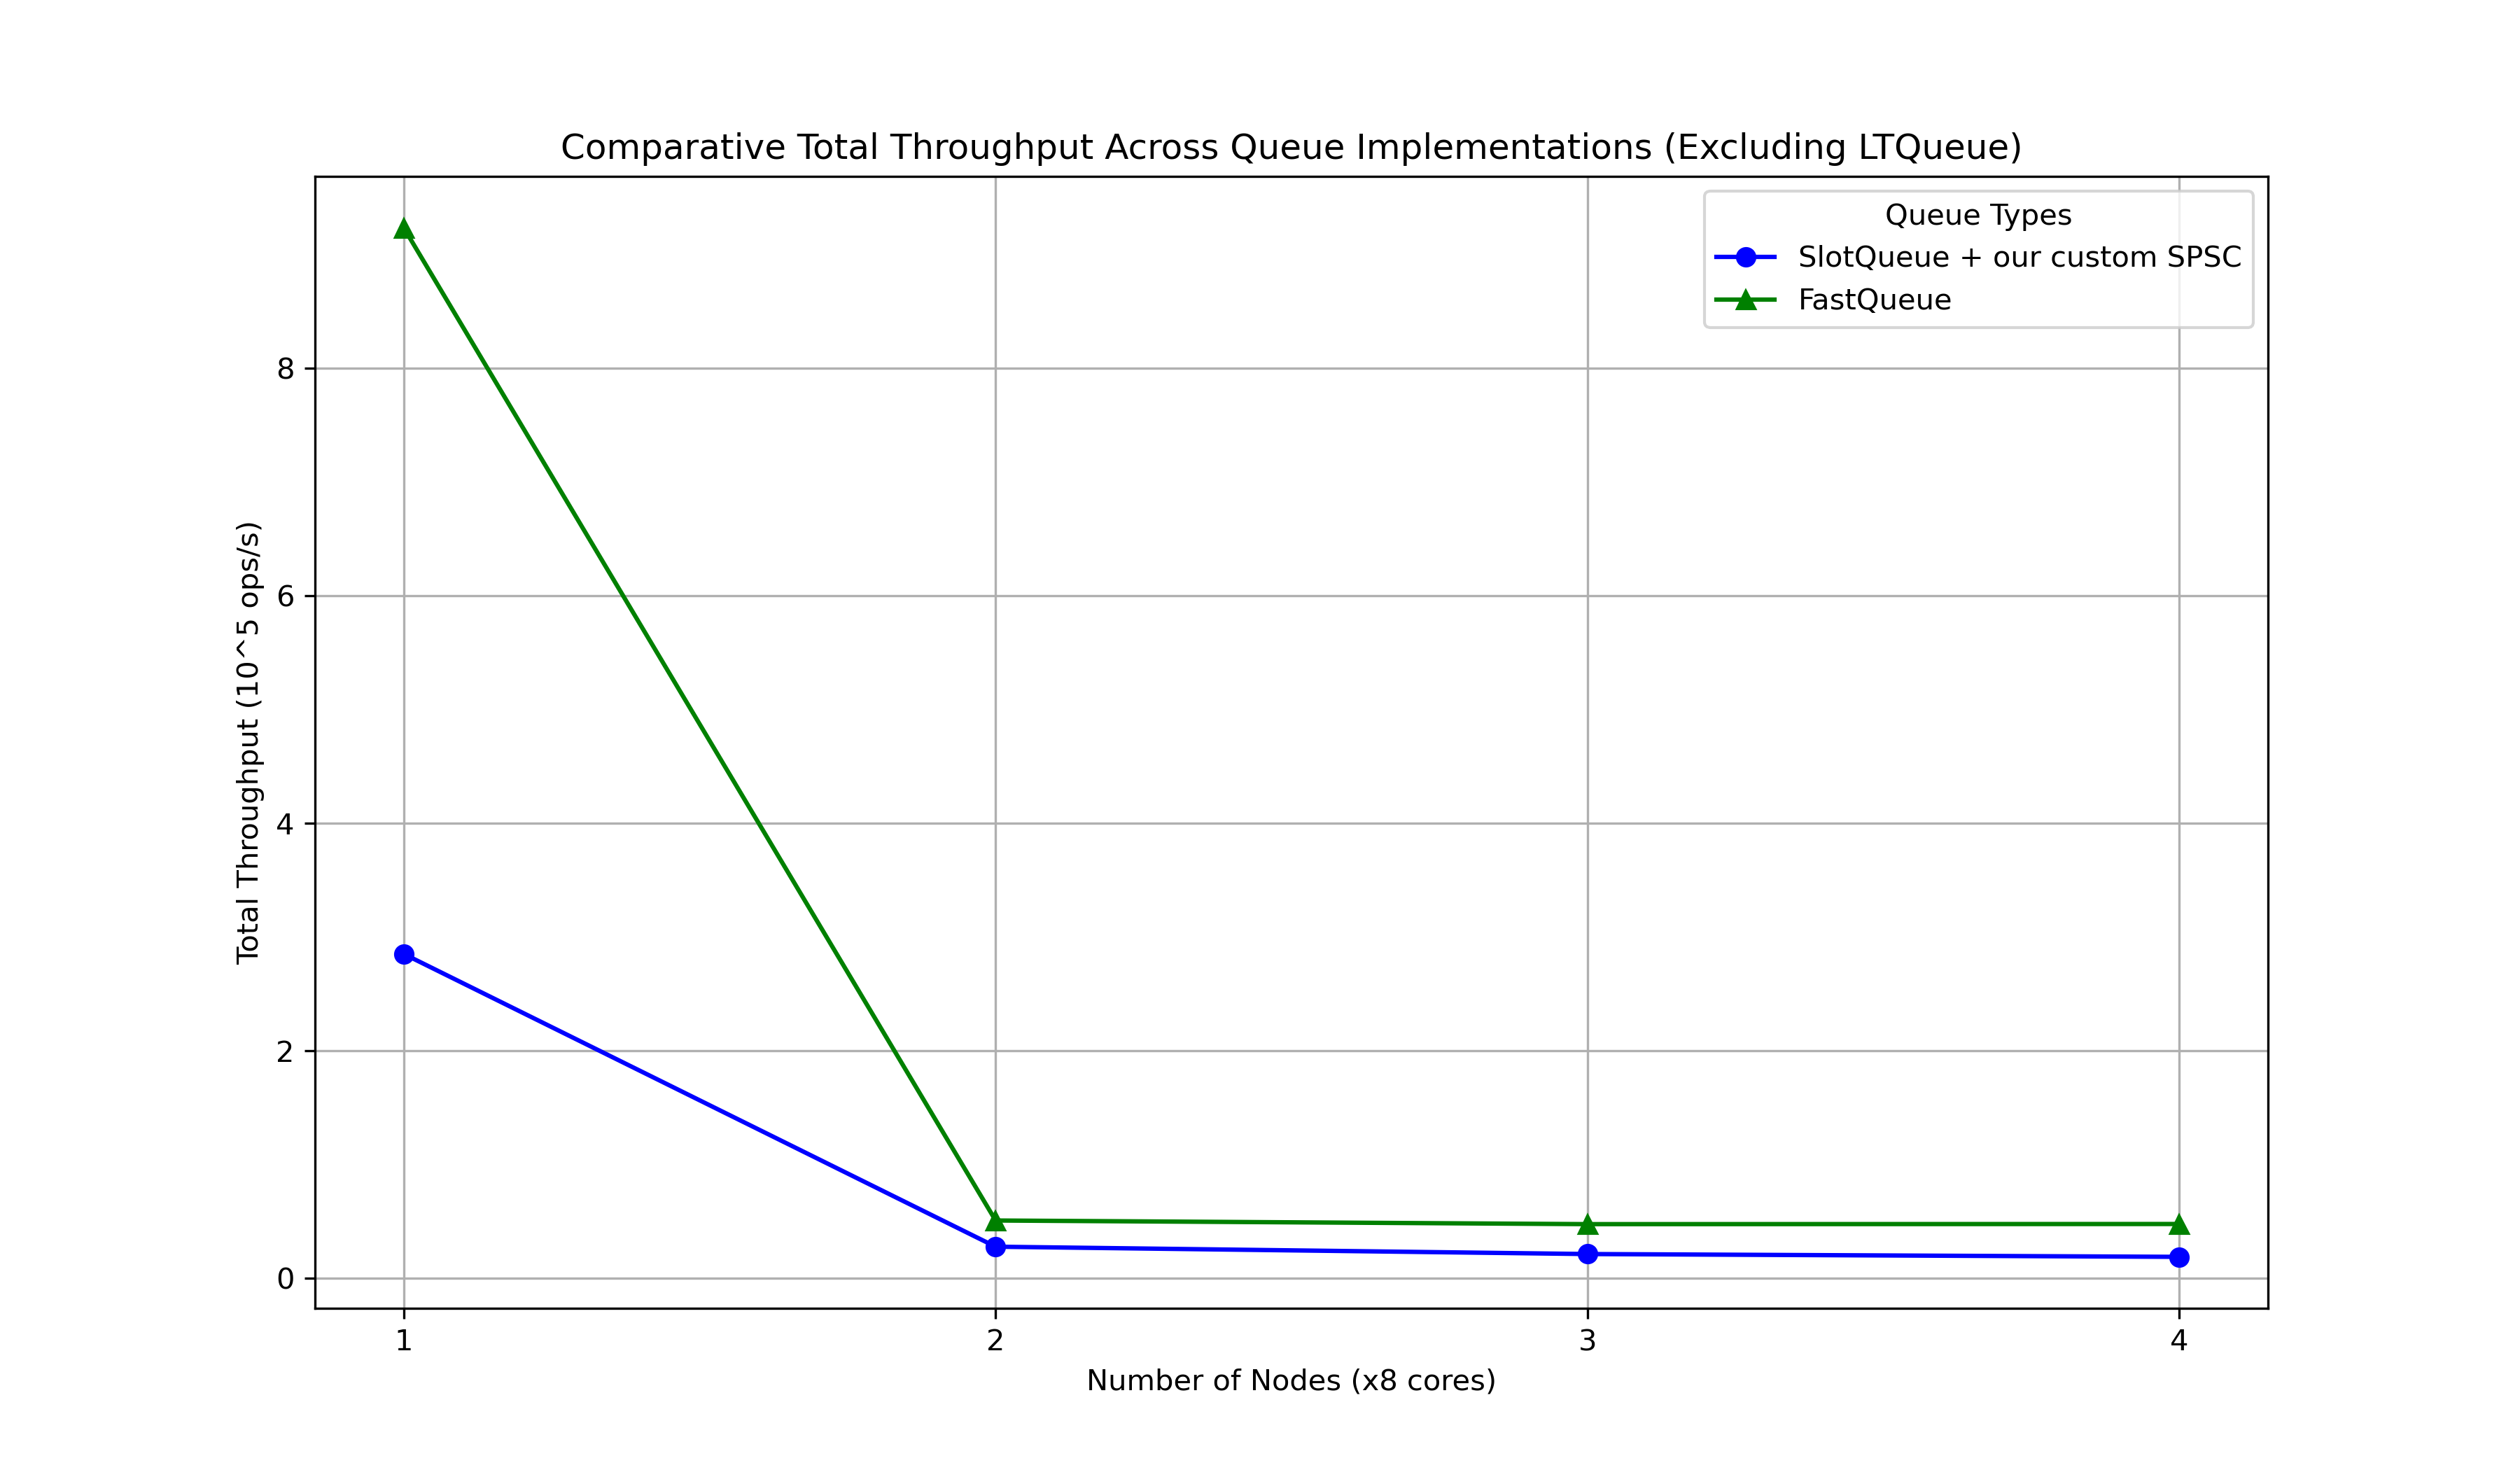 Comparative Total Throughput Across Queue Implementations (Excluding LTQueue)
Queue Types
SlotQueue + our custom SPSC
FastQueue
Total Throughput (10^5 ops/s)
8
6
4
2
0
1 2 3 4
Number of Nodes (x8 cores)